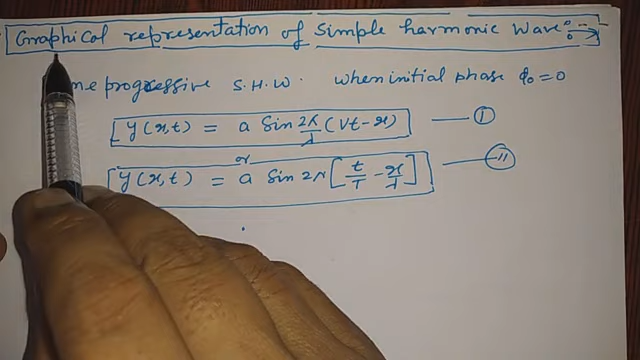 Graphical representation of simple harmonic wave :-
me progressive S.H.W. when initial phase ϕ₀ = 0
y(x,t) = a sin 2π/λ (vt - x) — I
or
y(x,t) = a sin 2π [t/T - x/λ] — II